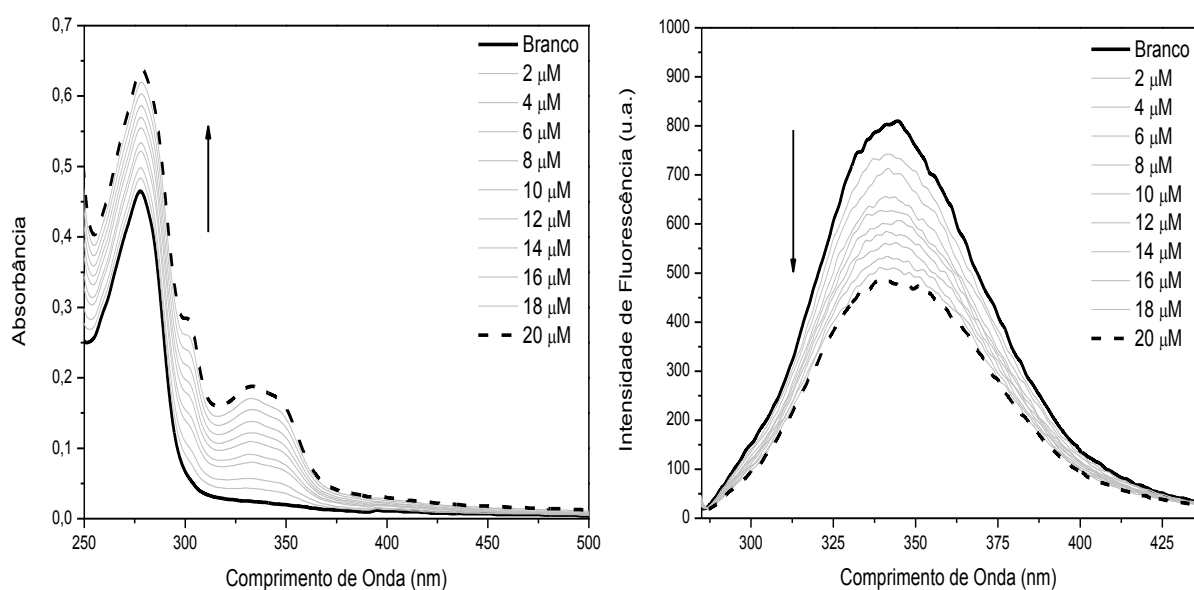 0,7
0,6
0,5
0,4
0,3
0,2
0,1
0,0
Absorbância
250 300 350 400 450 500
Comprimento de Onda (nm)
Branco
2 μM
4 μM
6 μM
8 μM
10 μM
12 μM
14 μM
16 μM
18 μM
20 μM
1000
900
800
700
600
500
400
300
200
100
0
Intensidade de Fluorescência (u.a.)
300 325 350 375 400 425
Comprimento de Onda (nm)
Branco
2 μM
4 μM
6 μM
8 μM
10 μM
12 μM
14 μM
16 μM
18 μM
20 μM